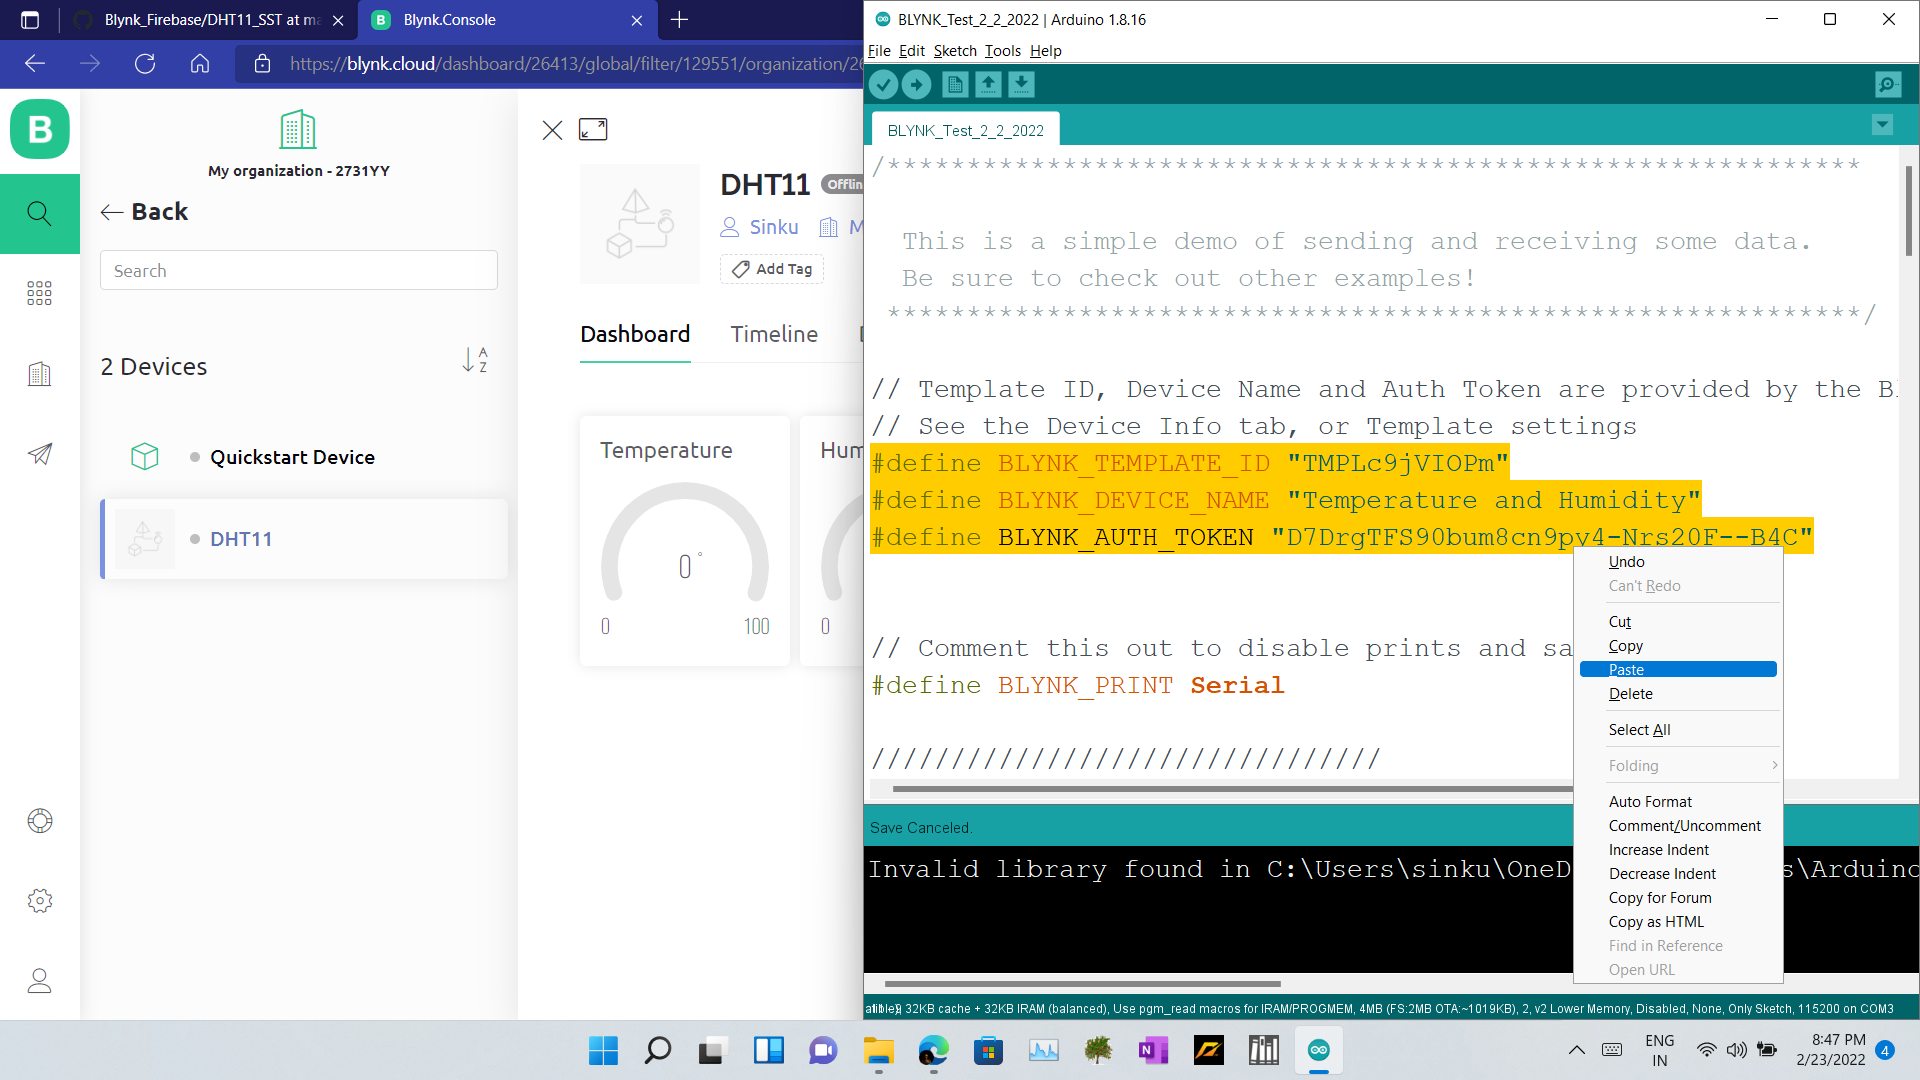 Blynk_Firebase/DHT11_SST at ma
Blynk.Console
https://blynk.cloud/dashboard/26413/global/filter/129551/organization/26
B
My organization - 2731YY
Back
Search
2 Devices
A
Z
Quickstart Device
DHT11
DHT11
Offlin
Sinku
M
Add Tag
Dashboard
Timeline
Temperature
Hum
0°
0
100
0
BLYNK_Test_2_2_2022 | Arduino 1.8.16
File Edit Sketch Tools Help
BLYNK_Test_2_2_2022
/*************************************************************
This is a simple demo of sending and receiving some data.
Be sure to check out other examples!
*************************************************************/
// Template ID, Device Name and Auth Token are provided by the Bl
// See the Device Info tab, or Template settings
#define BLYNK_TEMPLATE_ID "TMPLc9jVIOPm"
#define BLYNK_DEVICE_NAME "Temperature and Humidity"
#define BLYNK_AUTH_TOKEN "D7DrgTFS90bum8cn9pv4-Nrs20F--B4C"
// Comment this out to disable prints and sa
#define BLYNK_PRINT Serial
////////////////////////////////
Undo
Can't Redo
Cut
Copy
Paste
Delete
Select All
Folding
Auto Format
Comment/Uncomment
Increase Indent
Decrease Indent
Copy for Forum
Copy as HTML
Find in Reference
Open URL
Save Canceled.
Invalid library found in C:\Users\sinku\OneD
s\Arduino
32KB cache + 32KB IRAM (balanced), Use pgm_read macros for IRAM/PROGMEM, 4MB (FS:2MB OTA:~1019KB), 2, v2 Lower Memory, Disabled, None, Only Sketch, 115200 on COM3
ENG
IN
8:47 PM
2/23/2022
4